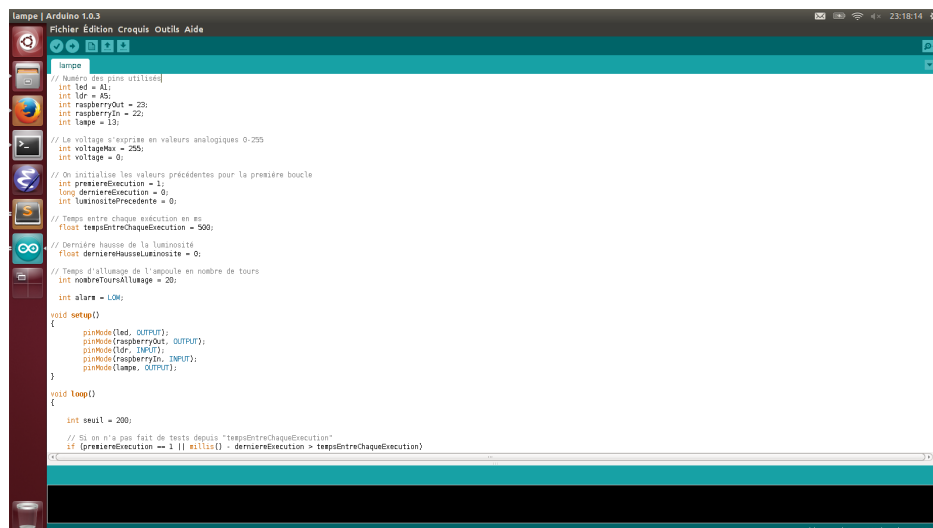 lampe | Arduino 1.0.3
23:18:14
Fichier Édition Croquis Outils Aide
lampe
// Numéro des pins utilisés
int led = A1;
int ldr = A5;
int raspberryOut = 23;
int raspberryIn = 22;
int lampe = 13;
// Le voltage s'exprime en valeurs analogiques 0-255
int voltageMax = 255;
int voltage = 0;
// On initialise les valeurs précédentes pour la première boucle
int premiereExecution = 1;
long derniereExecution = 0;
int luminositePrecedente = 0;
// Temps entre chaque exécution en ms
float tempsEntreChaqueExecution = 500;
// Dernière hausse de la luminosité
float derniereHausseLuminosite = 0;
// Temps d'allumage de l'ampoule en nombre de tours
int nombreToursAllumage = 20;
int alarm = LOW;
void setup()
{
pinMode(led, OUTPUT);
pinMode(raspberryOut, OUTPUT);
pinMode(ldr, INPUT);
pinMode(raspberryIn, INPUT);
pinMode(lampe, OUTPUT);
}
void loop()
{
int seuil = 200;
// Si on n'a pas fait de tests depuis "tempsEntreChaqueExecution"
if (premiereExecution == 1 || millis() - derniereExecution > tempsEntreChaqueExecution)